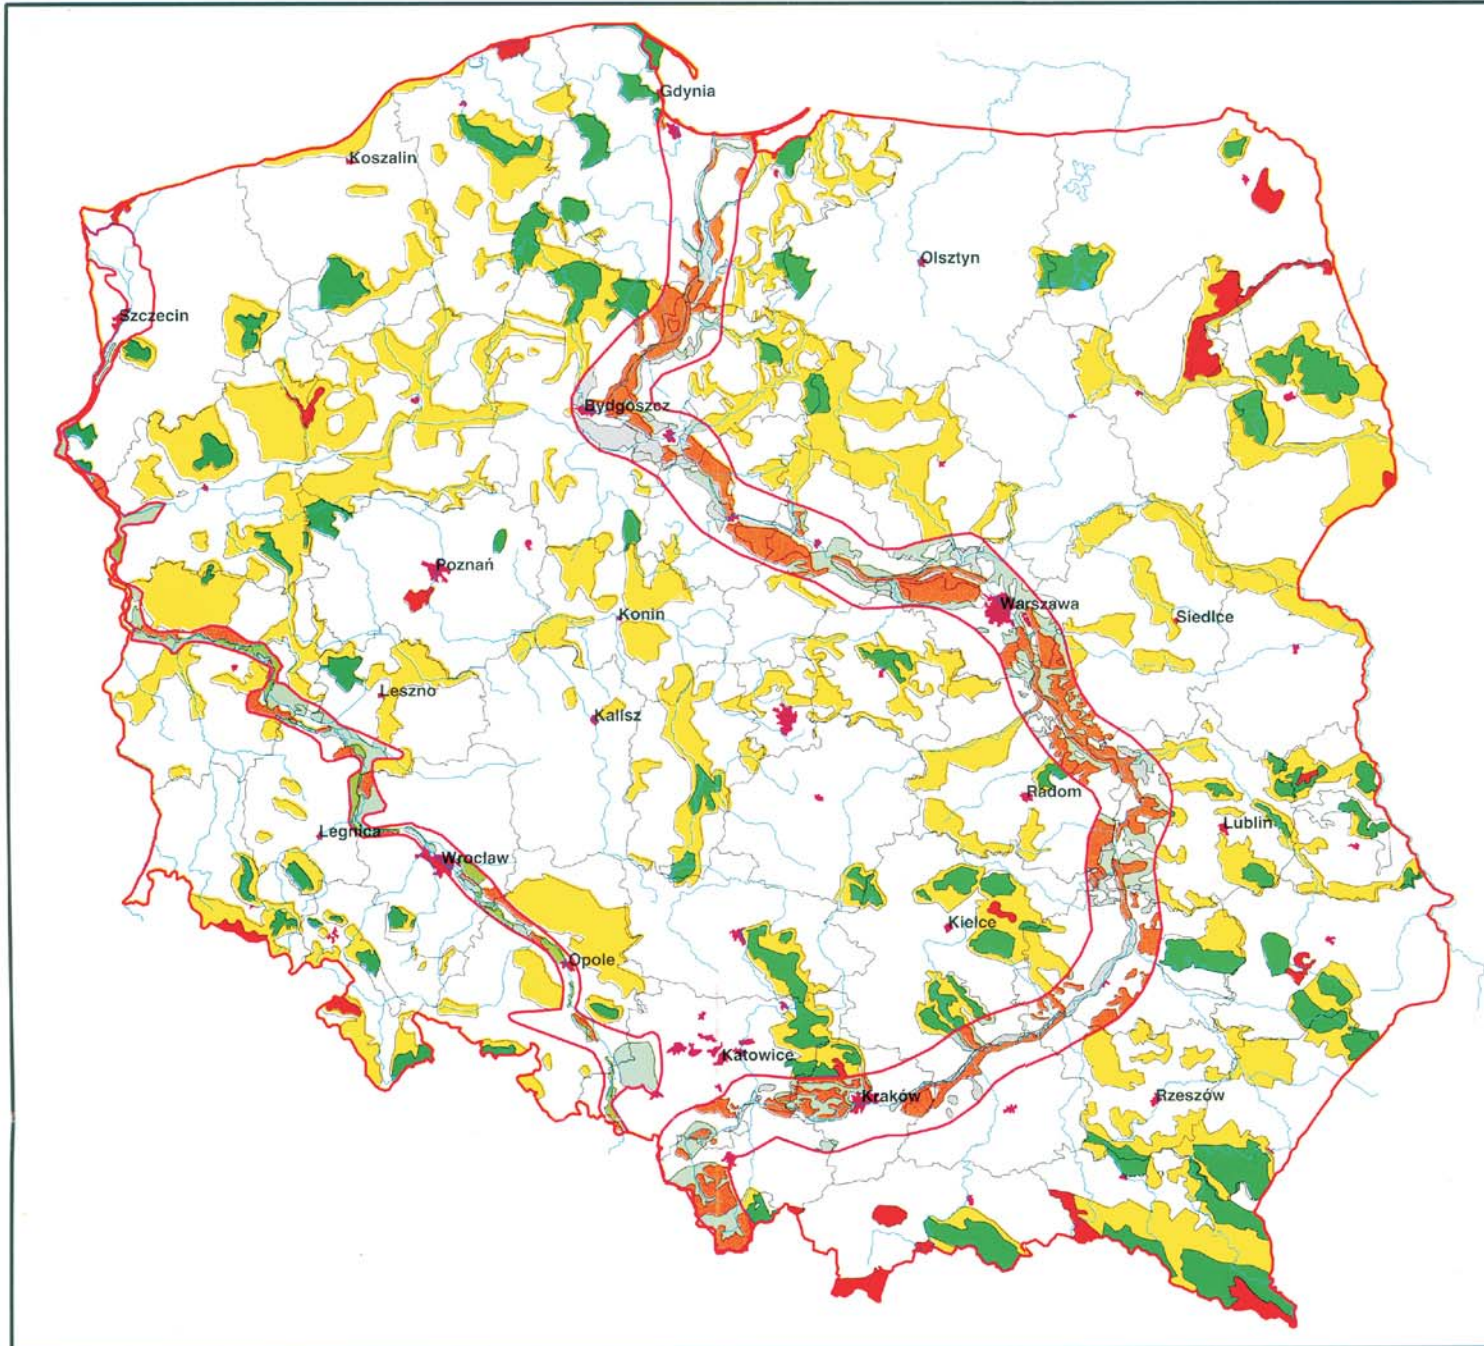 Gdynia
Koszalin
Olsztyn
Szczecin
Bydgoszcz
Poznań
Warszawa
Konin
Siedlce
Leszno
Kalisz
Radom
Lublin
Legnica
Wrocław
Kielce
Opole
Katowice
Kraków
Rzeszów